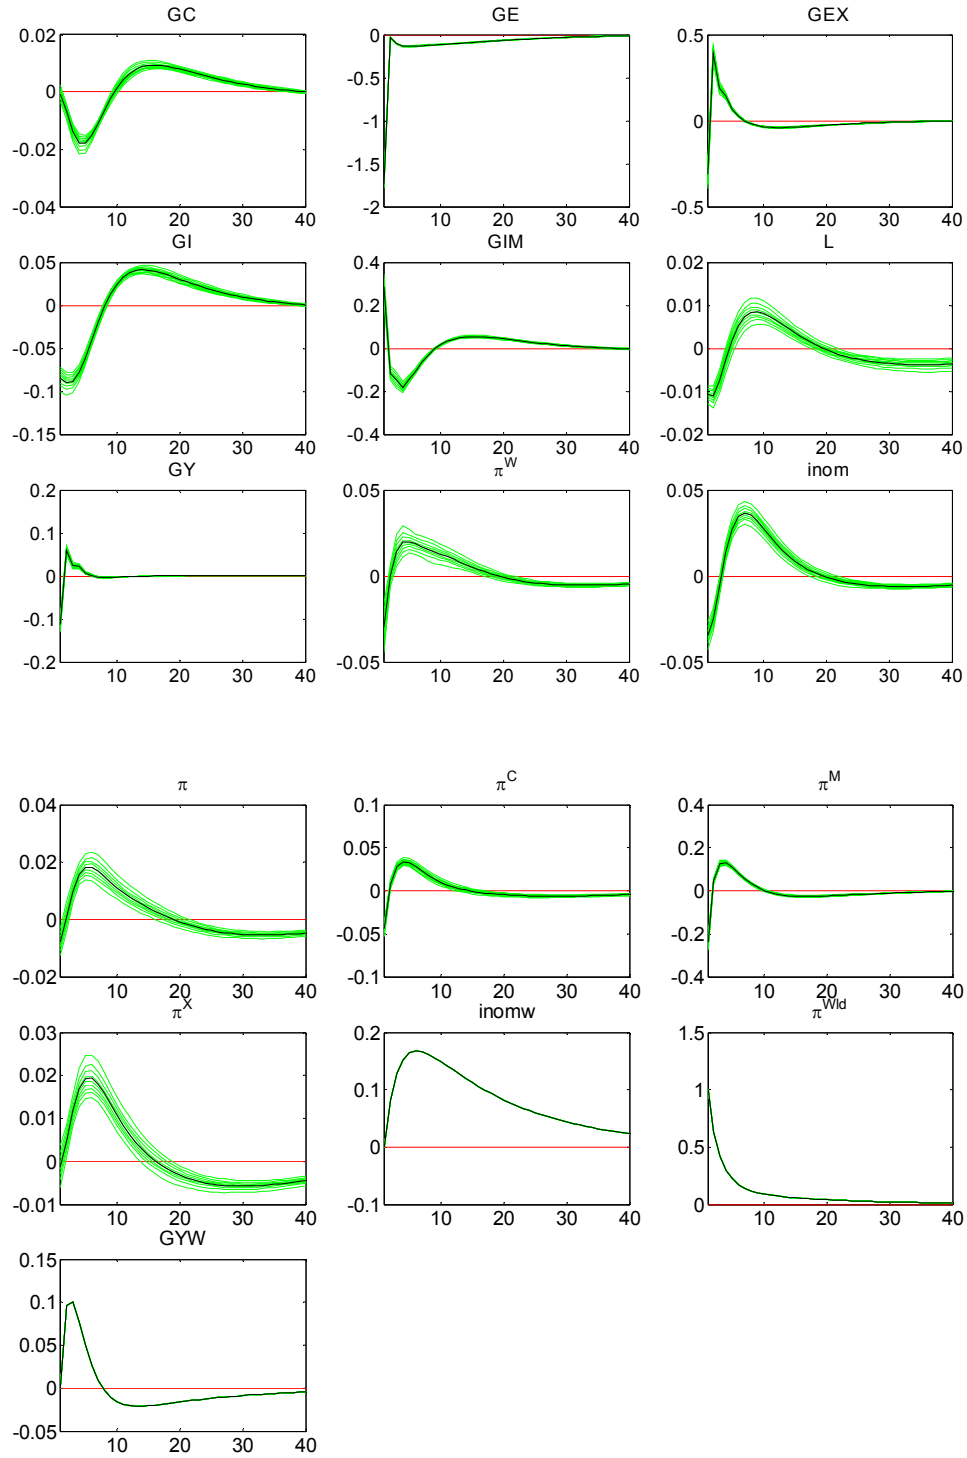 GC GE GEX
0.02 0 0.5
0 -0.5
-0.02 -1 0
-1.5
-0.04 -2 -0.5
10 20 30 40 10 20 30 40 10 20 30 40
GI GIM L
0.05 0.4 0.02
0 0.2 0.01
-0.05 0 0
-0.1 -0.2 -0.01
-0.15 -0.4 -0.02
10 20 30 40 10 20 30 40 10 20 30 40
GY π^W inom
0.2 0.05 0.05
0.1
0 0 0
-0.1
-0.2 -0.05 -0.05
10 20 30 40 10 20 30 40 10 20 30 40
π π^C π^M
0.04 0.1 0.4
0.02 0.05 0.2
0 0 0
-0.05 -0.2
-0.02 -0.1 -0.4
10 20 30 40 10 20 30 40 10 20 30 40
π^X inomw π^Wld
0.03 0.2 1.5
0.02 0.1 1
0.01
0 0 0.5
-0.01 -0.1 0
10 20 30 40 10 20 30 40 10 20 30 40
GYW
0.15
0.1
0.05
0
-0.05
10 20 30 40